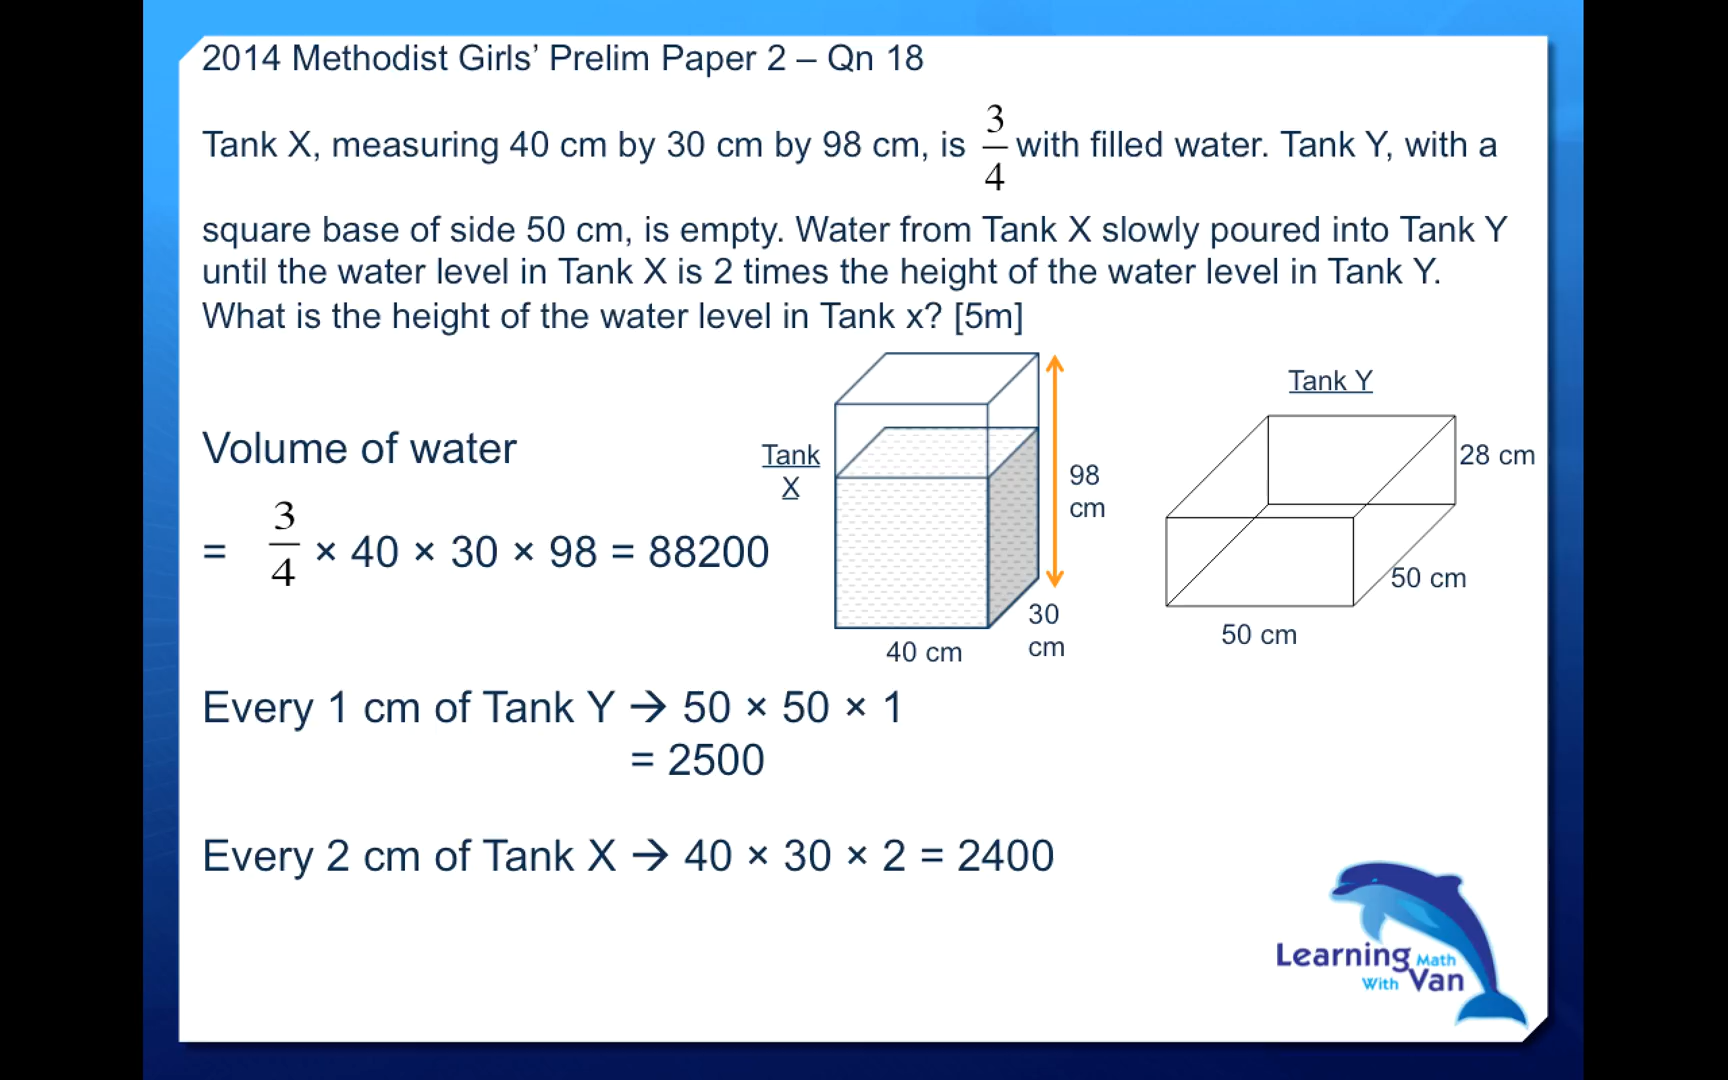 2014 Methodist Girls’ Prelim Paper 2 – Qn 18
Tank X, measuring 40 cm by 30 cm by 98 cm, is 3/4 with filled water. Tank Y, with a
square base of side 50 cm, is empty. Water from Tank X slowly poured into Tank Y
until the water level in Tank X is 2 times the height of the water level in Tank Y.
What is the height of the water level in Tank x? [5m]
Volume of water
= 3/4 × 40 × 30 × 98 = 88200
Tank
X
98
cm
30
cm
40 cm
Tank Y
28 cm
50 cm
50 cm
Every 1 cm of Tank Y → 50 × 50 × 1
= 2500
Every 2 cm of Tank X → 40 × 30 × 2 = 2400
Learning Math
With Van